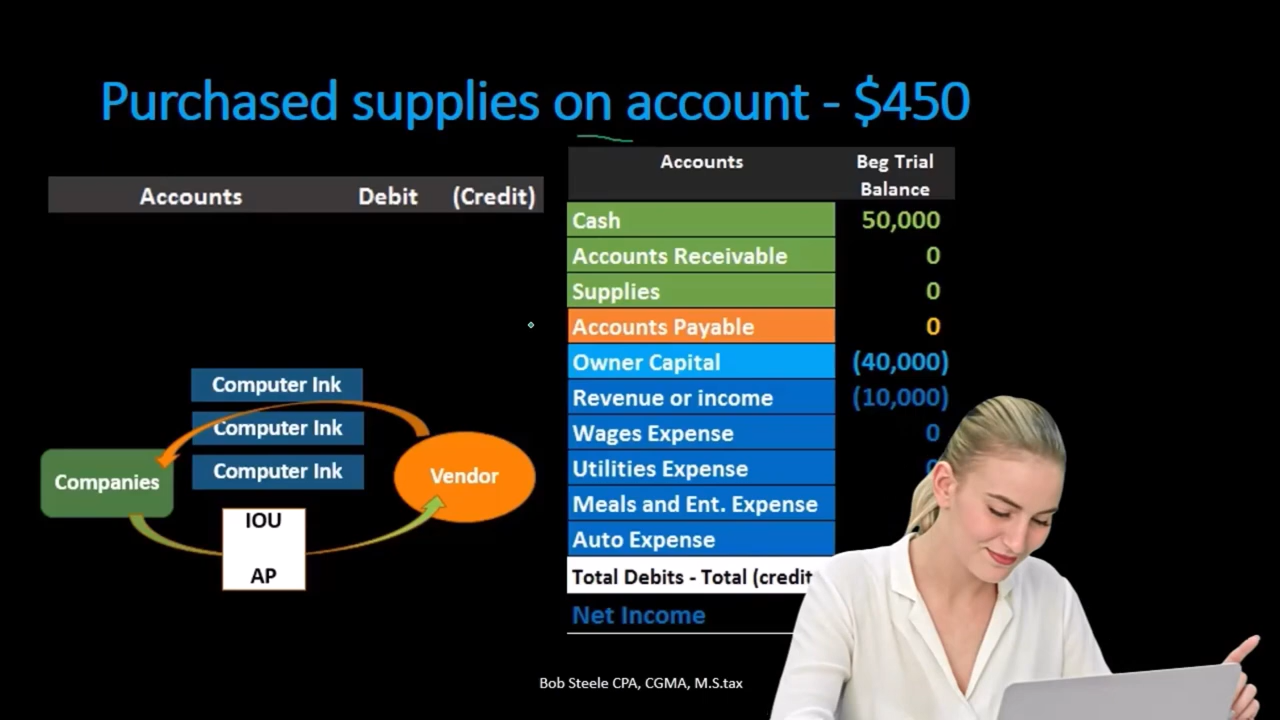 Purchased supplies on account - $450
Accounts Debit (Credit)
Computer Ink
Computer Ink
Computer Ink
Companies
Vendor
IOU
AP
Accounts Beg Trial
Balance
Cash 50,000
Accounts Receivable 0
Supplies 0
Accounts Payable 0
Owner Capital (40,000)
Revenue or income (10,000)
Wages Expense 0
Utilities Expense
Meals and Ent. Expense
Auto Expense
Total Debits - Total (credit
Net Income
Bob Steele CPA, CGMA, M.S.tax